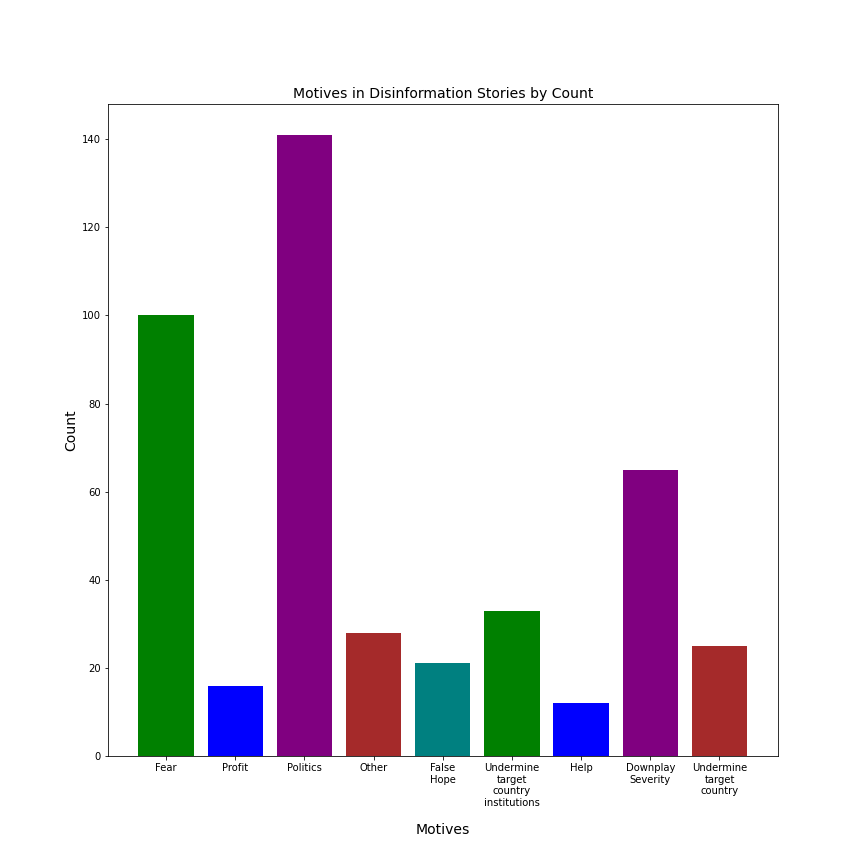 Motives in Disinformation Stories by Count
140
120
100
80
60
40
20
0
Count
Fear
Profit
Politics
Other
False
Hope
Undermine
target
country
institutions
Help
Downplay
Severity
Undermine
target
country
Motives